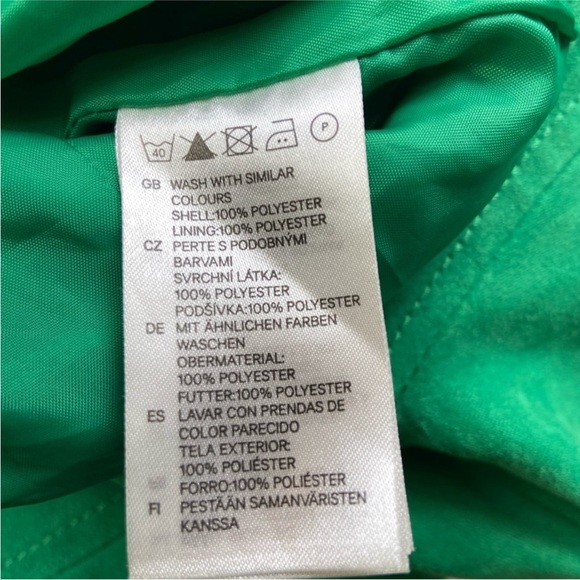 40
P
GB WASH WITH SIMILAR
COLOURS
SHELL:100% POLYESTER
LINING:100% POLYESTER
CZ PERTE S PODOBNÝMI
BARVAMI
SVRCHNÍ LÁTKA:
100% POLYESTER
PODŠÍVKA:100% POLYESTER
DE MIT ÄHNLICHEN FARBEN
WASCHEN
OBERMATERIAL:
100% POLYESTER
FUTTER:100% POLYESTER
ES LAVAR CON PRENDAS DE
COLOR PARECIDO
TELA EXTERIOR:
100% POLIÉSTER
FORRO:100% POLIÉSTER
FI PESTÄÄN SAMANVÄRISTEN
KANSSA